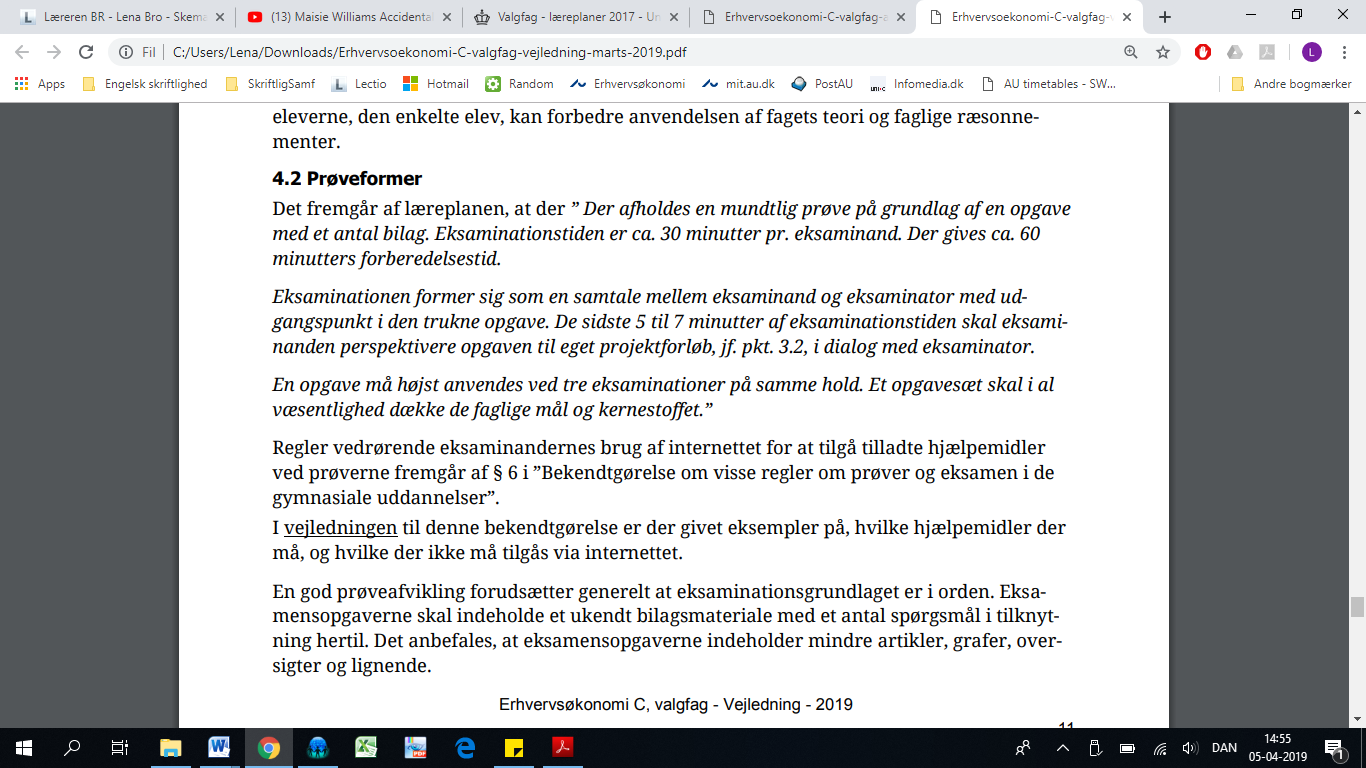 Læreren BR - Lena Bro - Skema
(13) Maisie Williams Accidental
Valgfag - læreplaner 2017 - Un
Erhvervsoekonomi-C-valgfag-a
Erhvervsoekonomi-C-valgfag-v
Fil
C:/Users/Lena/Downloads/Erhvervsoekonomi-C-valgfag-vejledning-marts-2019.pdf
L
Apps
Engelsk skriftlighed
SkriftligSamf
Lectio
Hotmail
Random
Erhvervsøkonomi
mit.au.dk
PostAU
Infomedia.dk
AU timetables - SW...
Andre bogmærker
eleverne, den enkelte elev, kan forbedre anvendelsen af fagets teori og faglige ræsonne-
menter.
4.2 Prøveformer
Det fremgår af læreplanen, at der ” Der afholdes en mundtlig prøve på grundlag af en opgave
med et antal bilag. Eksaminationstiden er ca. 30 minutter pr. eksaminand. Der gives ca. 60
minutters forberedelsestid.
Eksaminationen former sig som en samtale mellem eksaminand og eksaminator med ud-
gangspunkt i den trukne opgave. De sidste 5 til 7 minutter af eksaminationstiden skal eksami-
nanden perspektivere opgaven til eget projektforløb, jf. pkt. 3.2, i dialog med eksaminator.
En opgave må højst anvendes ved tre eksaminationer på samme hold. Et opgavesæt skal i al
væsentlighed dække de faglige mål og kernestoffet.”
Regler vedrørende eksaminandernes brug af internettet for at tilgå tilladte hjælpemidler
ved prøverne fremgår af § 6 i ”Bekendtgørelse om visse regler om prøver og eksamen i de
gymnasiale uddannelser”.
I vejledningen til denne bekendtgørelse er der givet eksempler på, hvilke hjælpemidler der
må, og hvilke der ikke må tilgås via internettet.
En god prøveafvikling forudsætter generelt at eksaminationsgrundlaget er i orden. Eksa-
mensopgaverne skal indeholde et ukendt bilagsmateriale med et antal spørgsmål i tilknyt-
ning hertil. Det anbefales, at eksamensopgaverne indeholder mindre artikler, grafer, over-
sigter og lignende.
Erhvervsøkonomi C, valgfag - Vejledning - 2019
11
DAN
14:55
05-04-2019
1